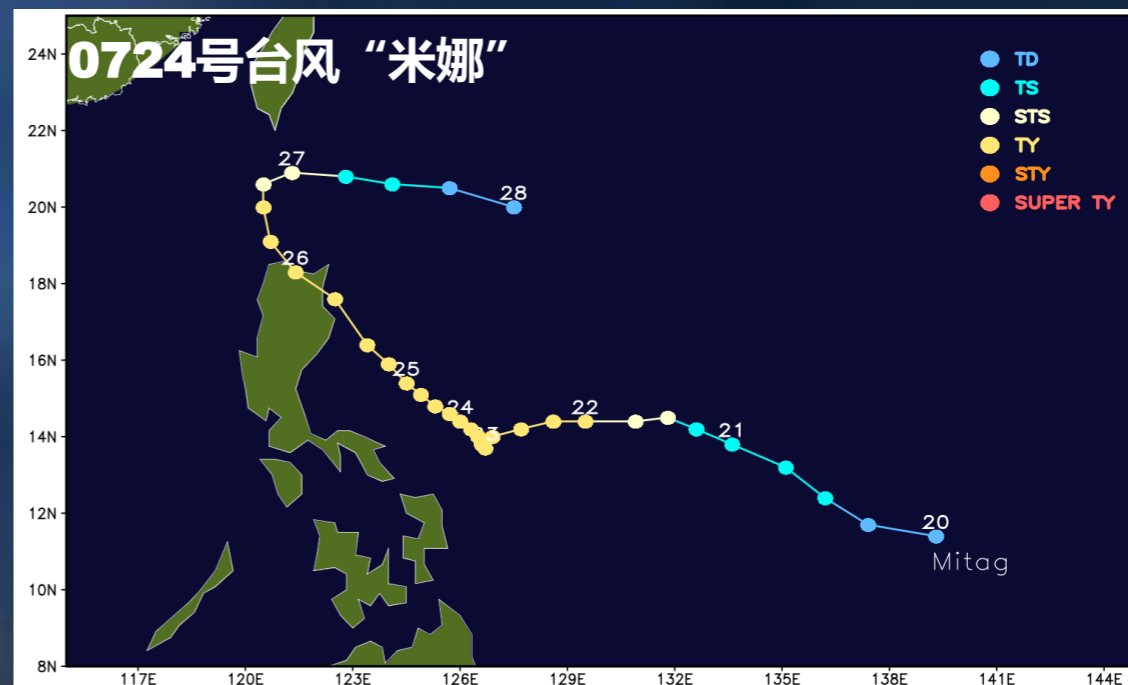 0724号台风“米娜”
24N
22N
20N
18N
16N
14N
12N
10N
8N
TD
TS
STS
TY
STY
SUPER TY
27
28
26
25
24
23
22
21
20
Mitag
117E 120E 123E 126E 129E 132E 135E 138E 141E 144E